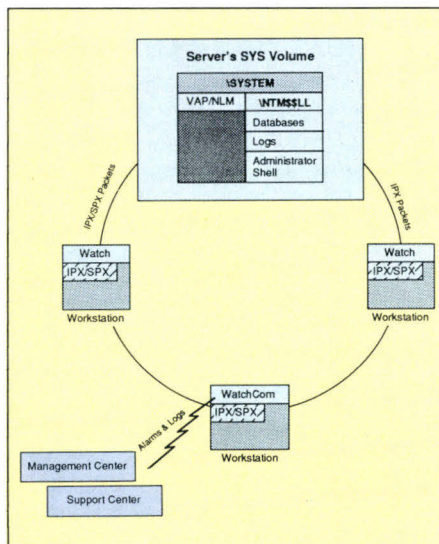 Server's SYS Volume
\SYSTEM
VAP/NLM
\NTM$$LL
Databases
Logs
Administrator
Shell
IPX/SPX Packets
IPX Packets
Watch
IPX/SPX
Workstation
Watch
IPX/SPX
Workstation
WatchCom
IPX/SPX
Workstation
Alarms & Logs
Management Center
Support Center